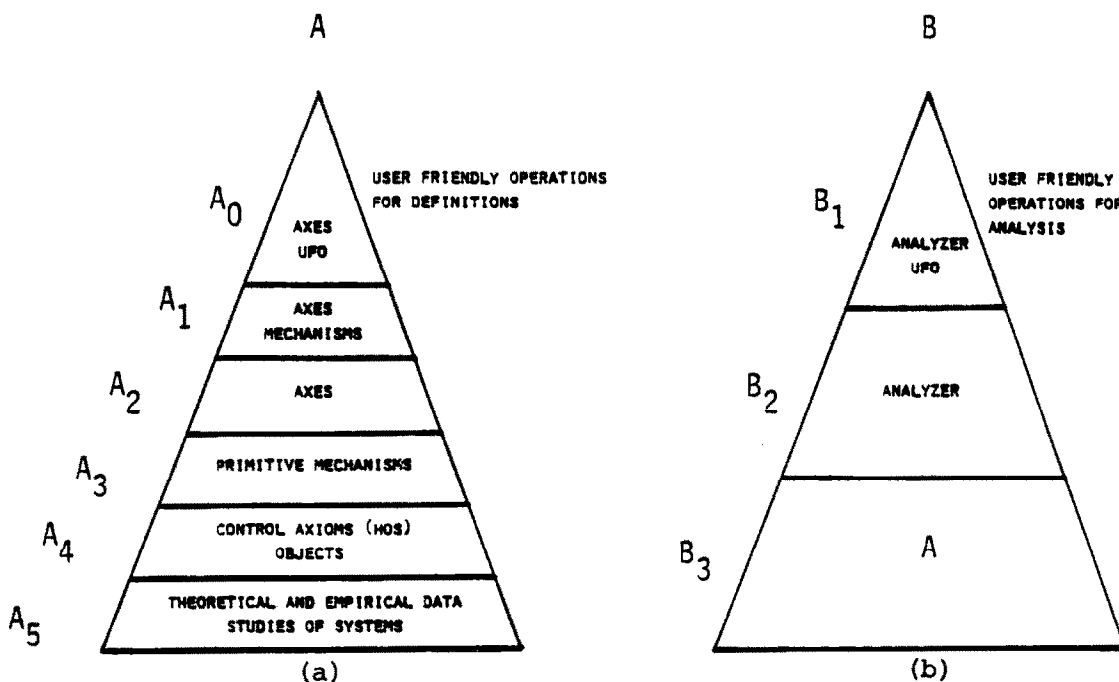 A
A0
USER FRIENDLY OPERATIONS
FOR DEFINITIONS
AXES
UFO
A1
AXES
MECHANISMS
A2
AXES
A3
PRIMITIVE MECHANISMS
A4
CONTROL AXIOMS (HOS)
OBJECTS
A5
THEORETICAL AND EMPIRICAL DATA
STUDIES OF SYSTEMS
(a)
B
B1
USER FRIENDLY
OPERATIONS FOR
ANALYSIS
ANALYZER
UFO
B2
ANALYZER
B3
A
(b)